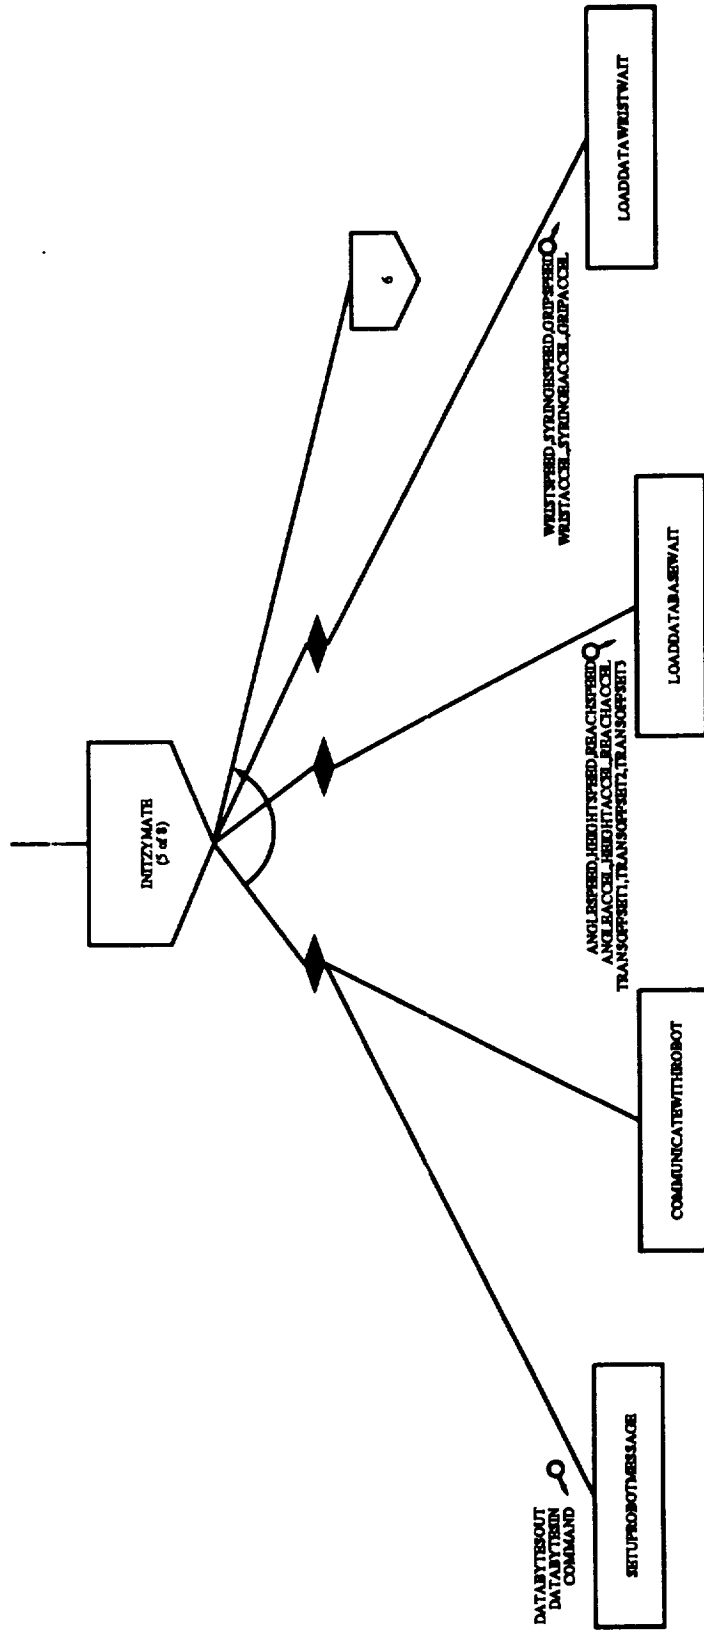 INITZYMATE
(5 of 8)
6
DATABYTESOUT
DATABYTESIN
COMMAND
SETUPROBOTMESSAGE
COMMUNICATEWITHROBOT
ANGLESPEED,HEIGHTSPEED,REACHSPEED
ANGLEACCEL,HEIGHTACCEL,REACHACCEL
TRANSOFFSET1,TRANSOFFSET2,TRANSOFFSET3
LOADDATABASEWAIT
WRISTSPEED,SYRINGESPEED,GRIPSPEED
WRISTACCEL,SYRINGEACCEL,GRIPACCEL
LOADDATAWRISTWAIT